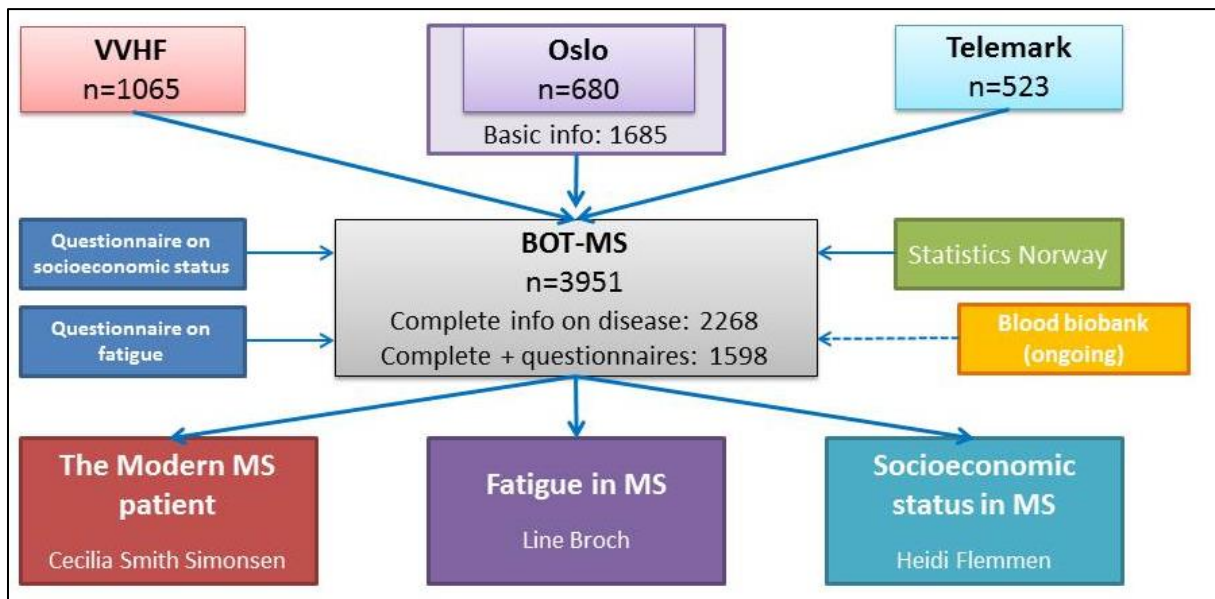 VVHF
n=1065
Oslo
n=680
Basic info: 1685
Telemark
n=523
Questionnaire on
socioeconomic status
Questionnaire on
fatigue
BOT-MS
n=3951
Complete info on disease: 2268
Complete + questionnaires: 1598
Statistics Norway
Blood biobank
(ongoing)
The Modern MS
patient
Cecilia Smith Simonsen
Fatigue in MS
Line Broch
Socioeconomic
status in MS
Heidi Flemmen